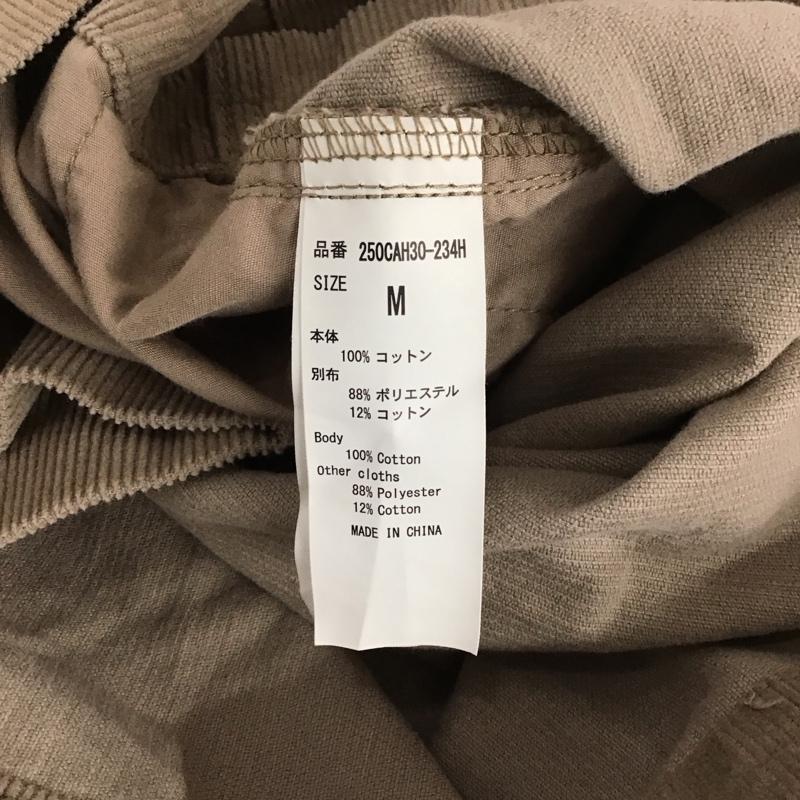 品番 250CAH30-234H
SIZE M
本体
100% コットン
別布
88% ポリエステル
12% コットン
Body
100% Cotton
Other cloths
88% Polyester
12% Cotton
MADE IN CHINA